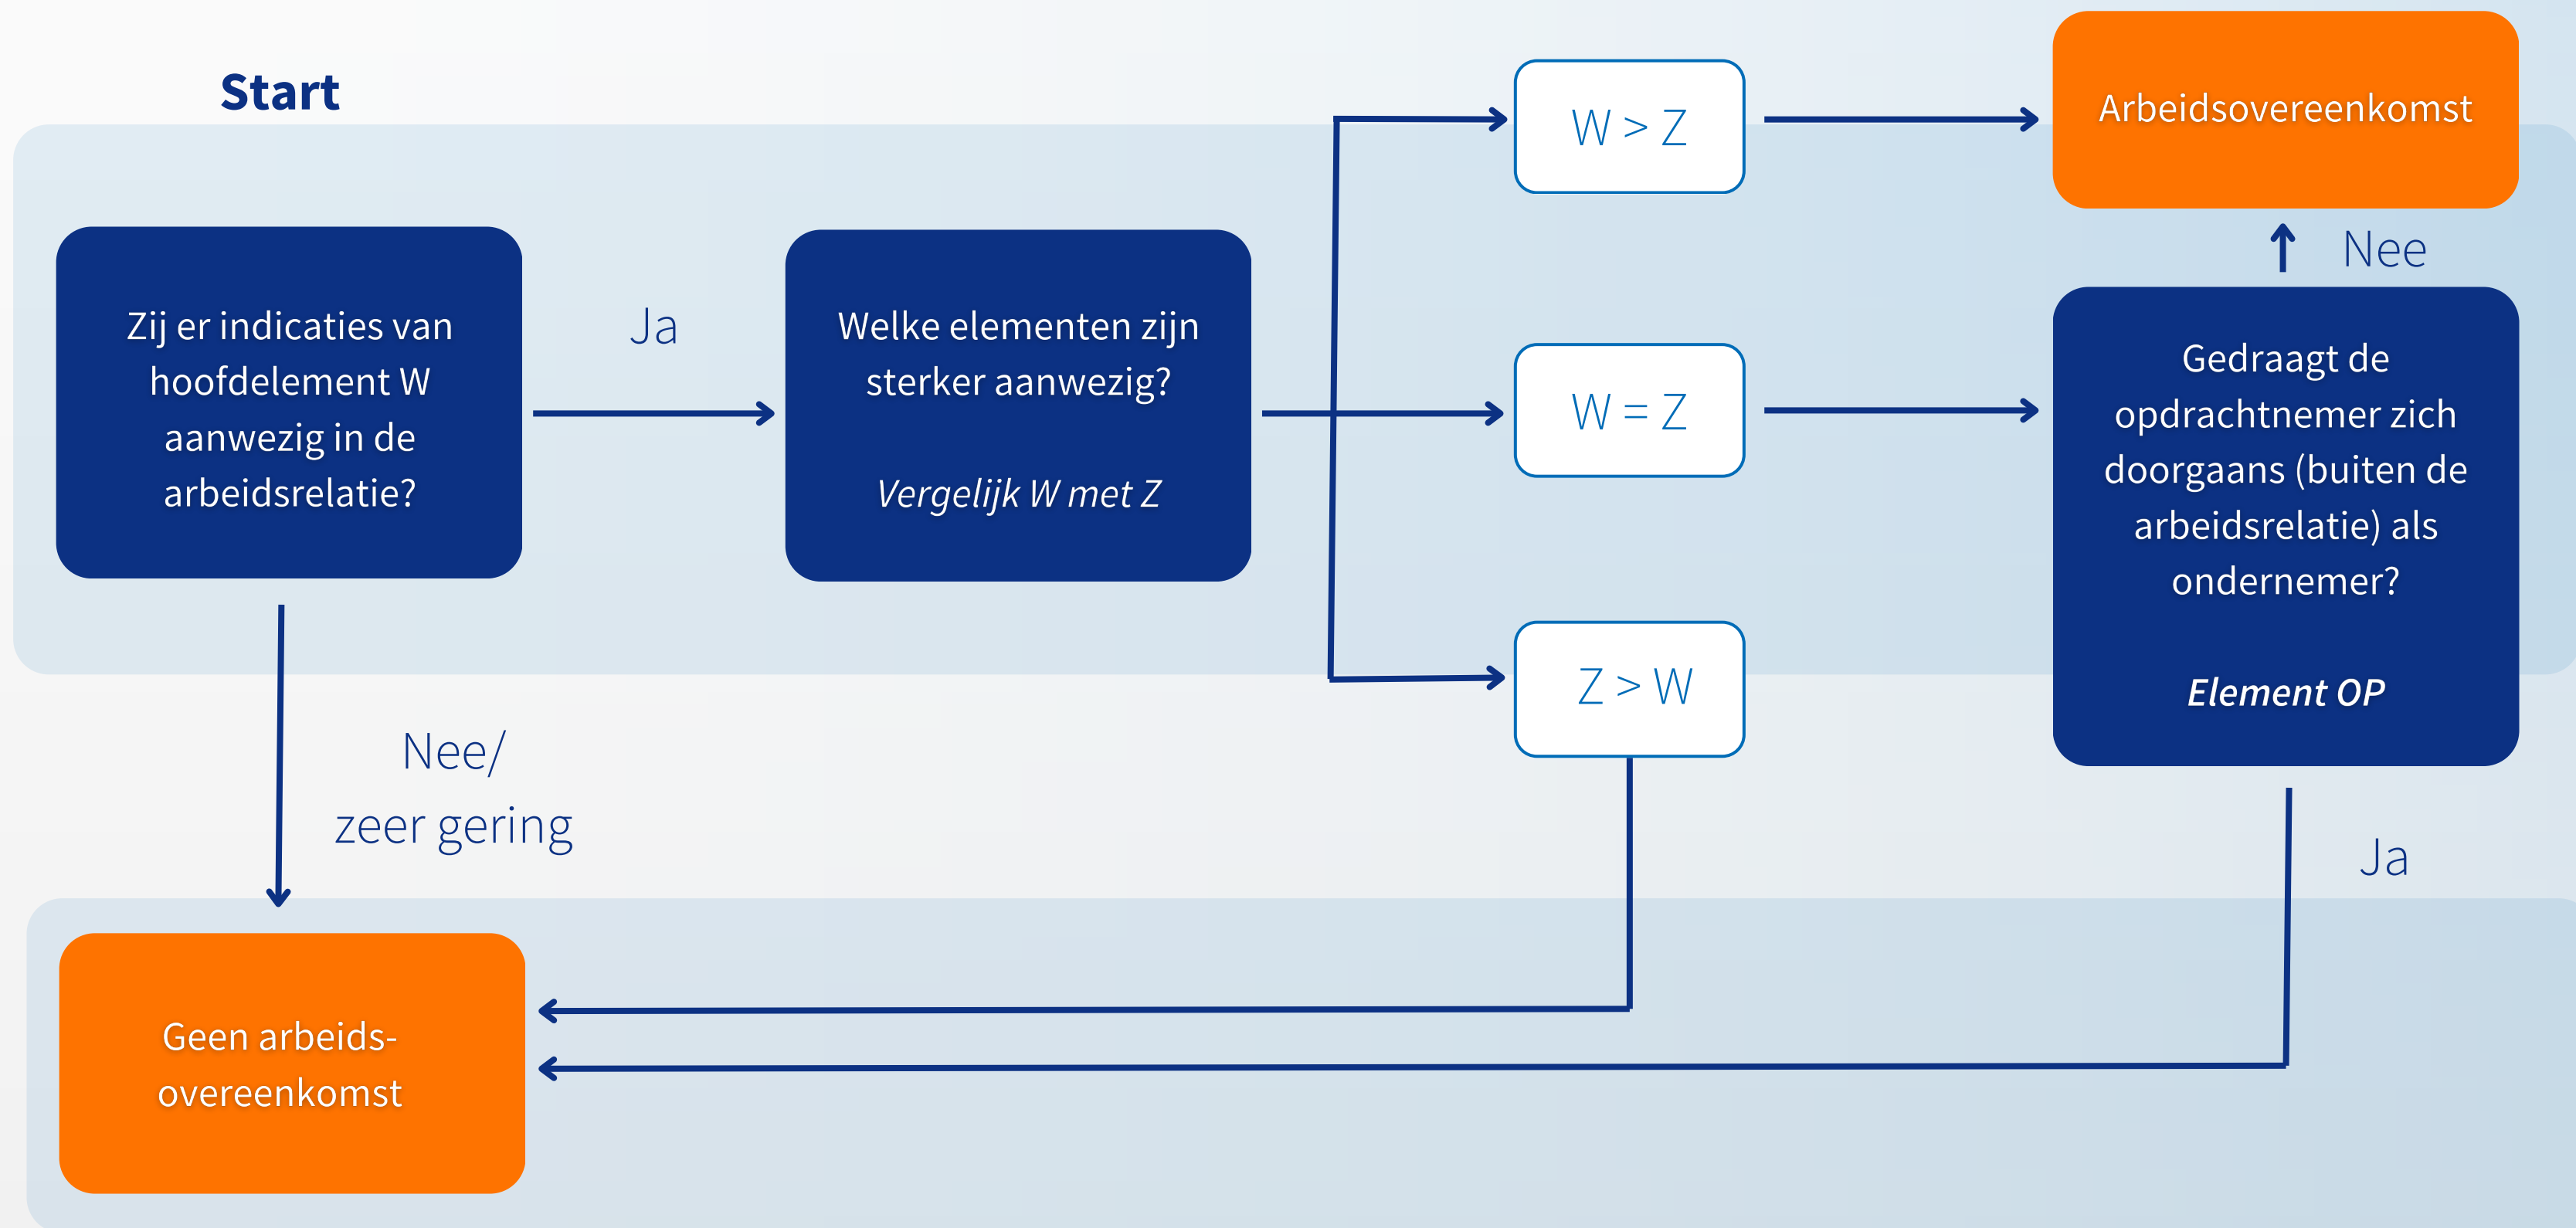 Start
Zij er indicaties van
hoofdelement W
aanwezig in de
arbeidsrelatie?
Ja
Welke elementen zijn
sterker aanwezig?
Vergelijk W met Z
W > Z
Arbeidsovereenkomst
Nee
W = Z
Gedraagt de
opdrachtnemer zich
doorgaans (buiten de
arbeidsrelatie) als
ondernemer?
Element OP
Z > W
Nee/
zeer gering
Ja
Geen arbeids-
overeenkomst